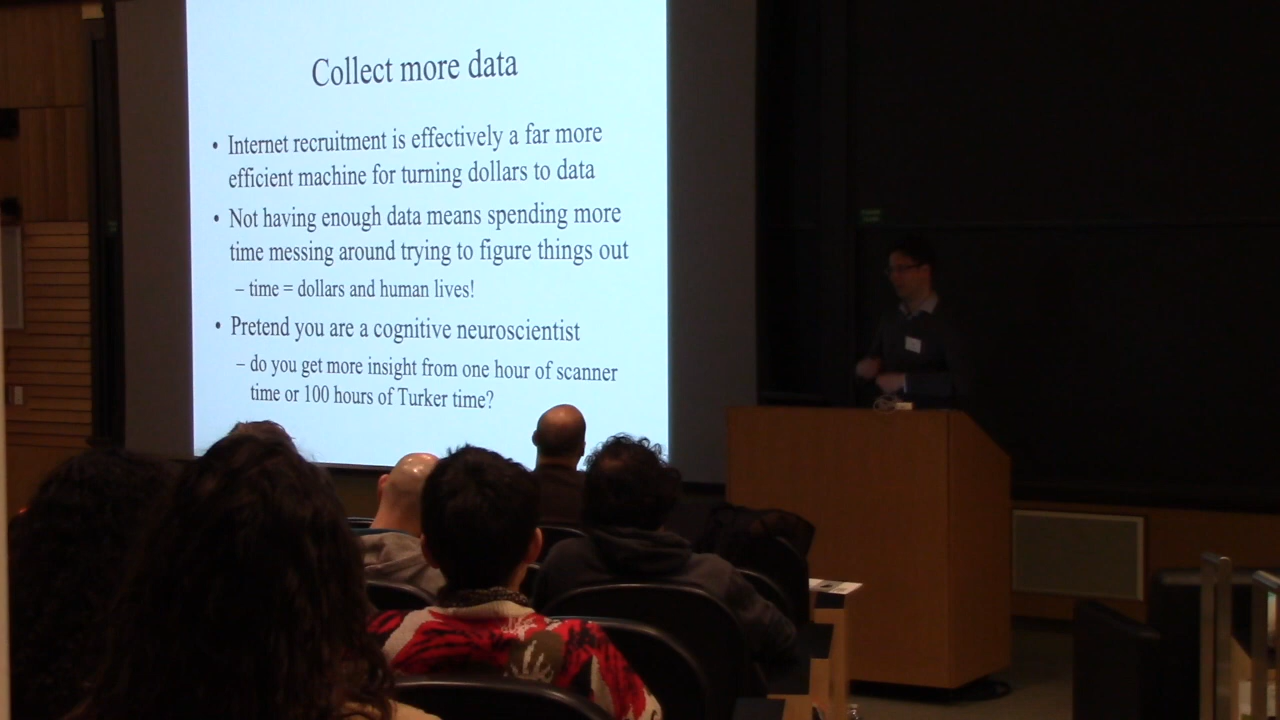 Collect more data
• Internet recruitment is effectively a far more
efficient machine for turning dollars to data
• Not having enough data means spending more
time messing around trying to figure things out
– time = dollars and human lives!
• Pretend you are a cognitive neuroscientist
– do you get more insight from one hour of scanner
time or 100 hours of Turker time?